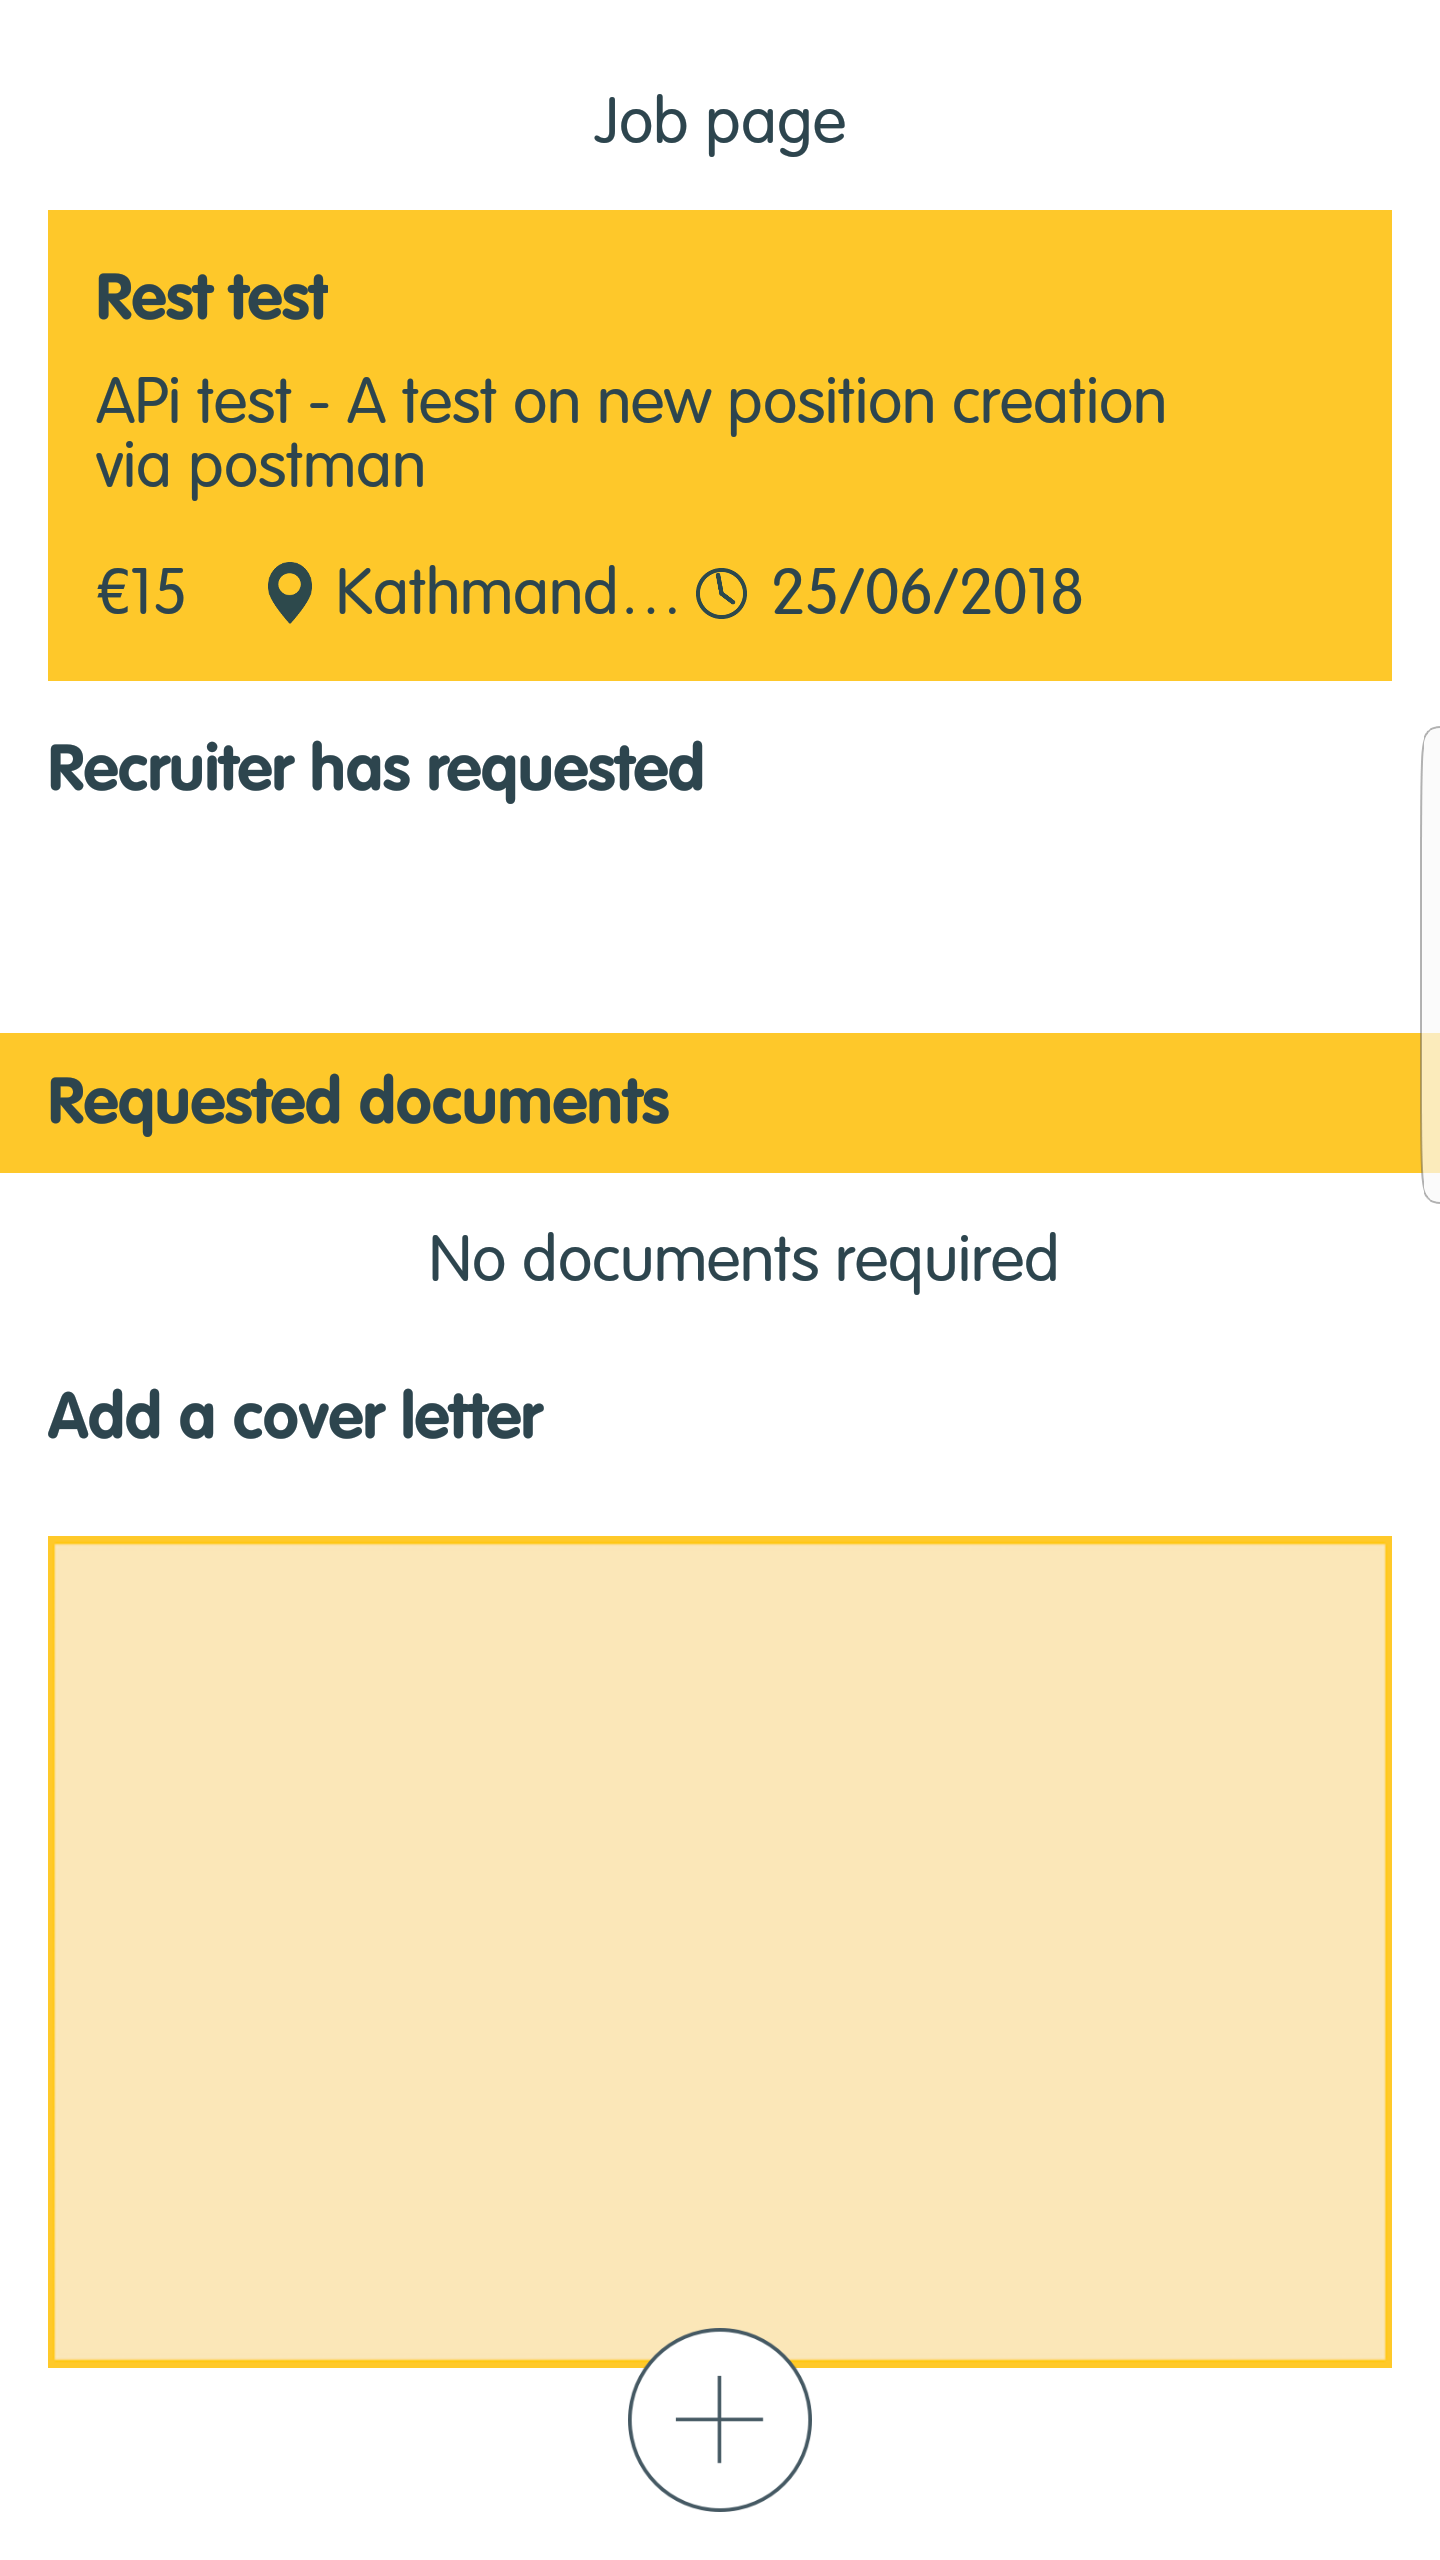 Job page
Rest test
APi test - A test on new position creation
via postman
€15 Kathmand... 25/06/2018
Recruiter has requested
Requested documents
No documents required
Add a cover letter